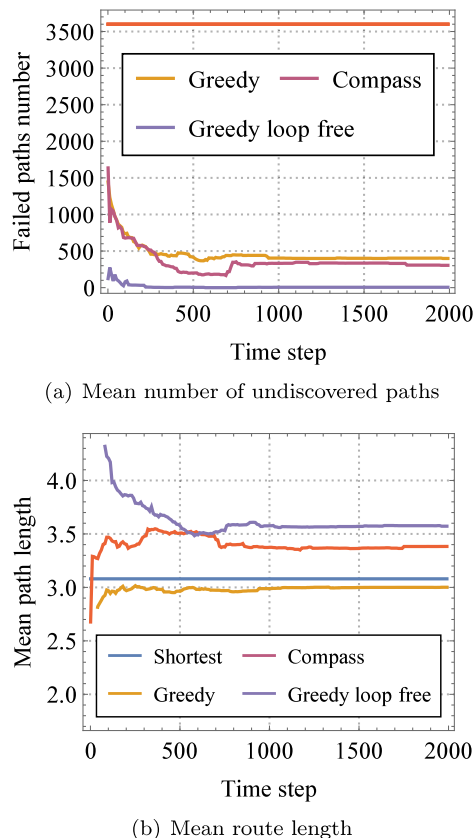 3500
3000
2500
2000
1500
1000
500
0
Failed paths number
Greedy Compass
Greedy loop free
0 500 1000 1500 2000
Time step
(a) Mean number of undiscovered paths
4.0
3.5
3.0
2.5
2.0
Mean path length
Shortest Compass
Greedy Greedy loop free
0 500 1000 1500 2000
Time step
(b) Mean route length